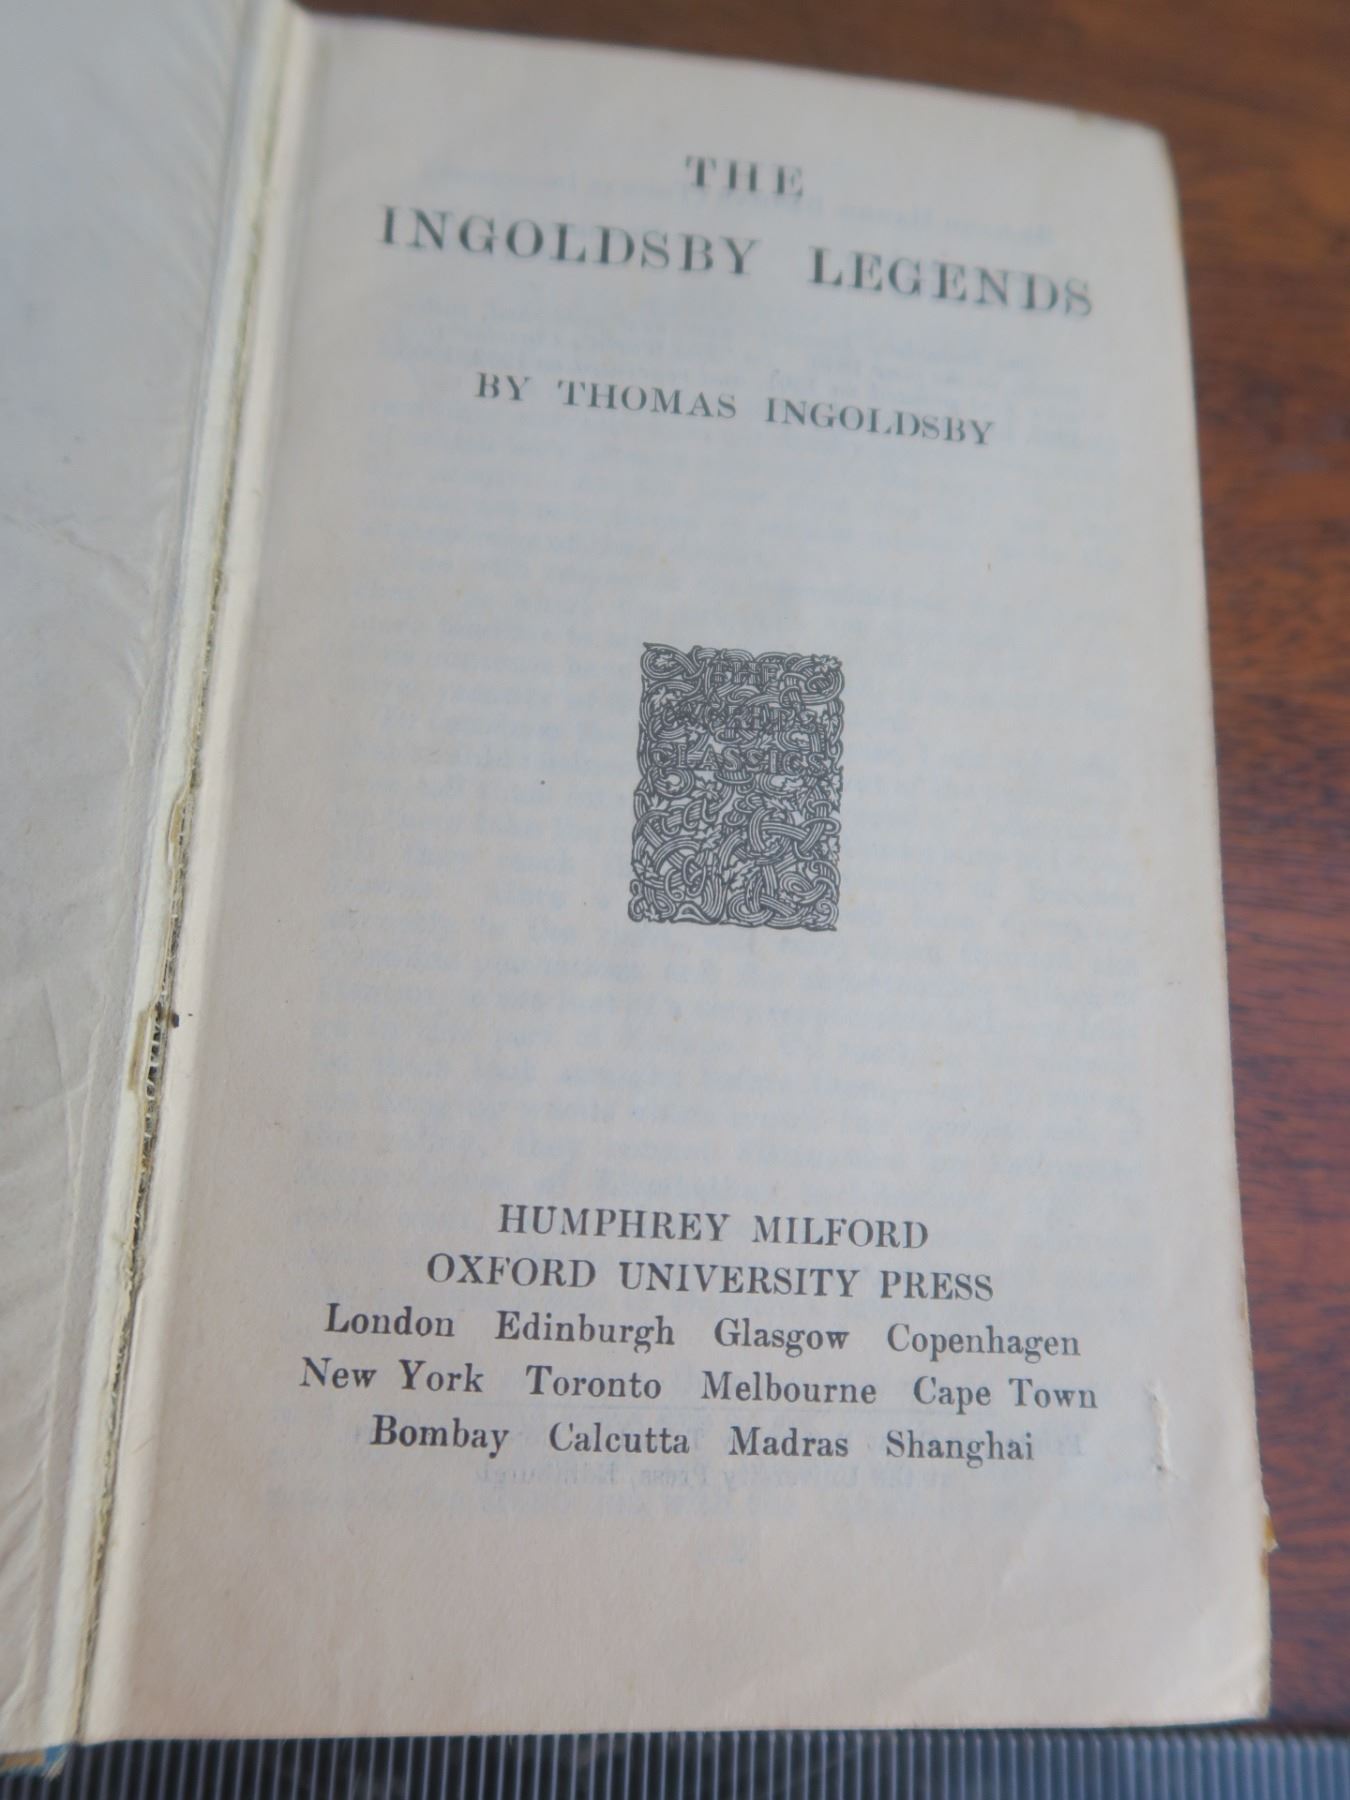 THE
INGOLDSBY LEGENDS
BY THOMAS INGOLDSBY
THE
WORLD'S
CLASSICS
HUMPHREY MILFORD
OXFORD UNIVERSITY PRESS
London Edinburgh Glasgow Copenhagen
New York Toronto Melbourne Cape Town
Bombay Calcutta Madras Shanghai